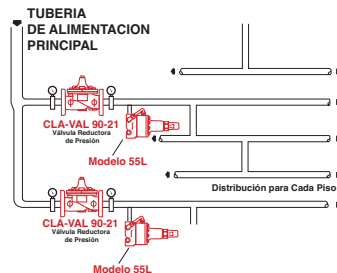 TUBERIA
DE ALIMENTACION
PRINCIPAL
CLA-VAL 90-21
Válvula Reductora
de Presión
Modelo 55L
Distribución para Cada Piso
CLA-VAL 90-21
Válvula Reductora
de Presión
Modelo 55L